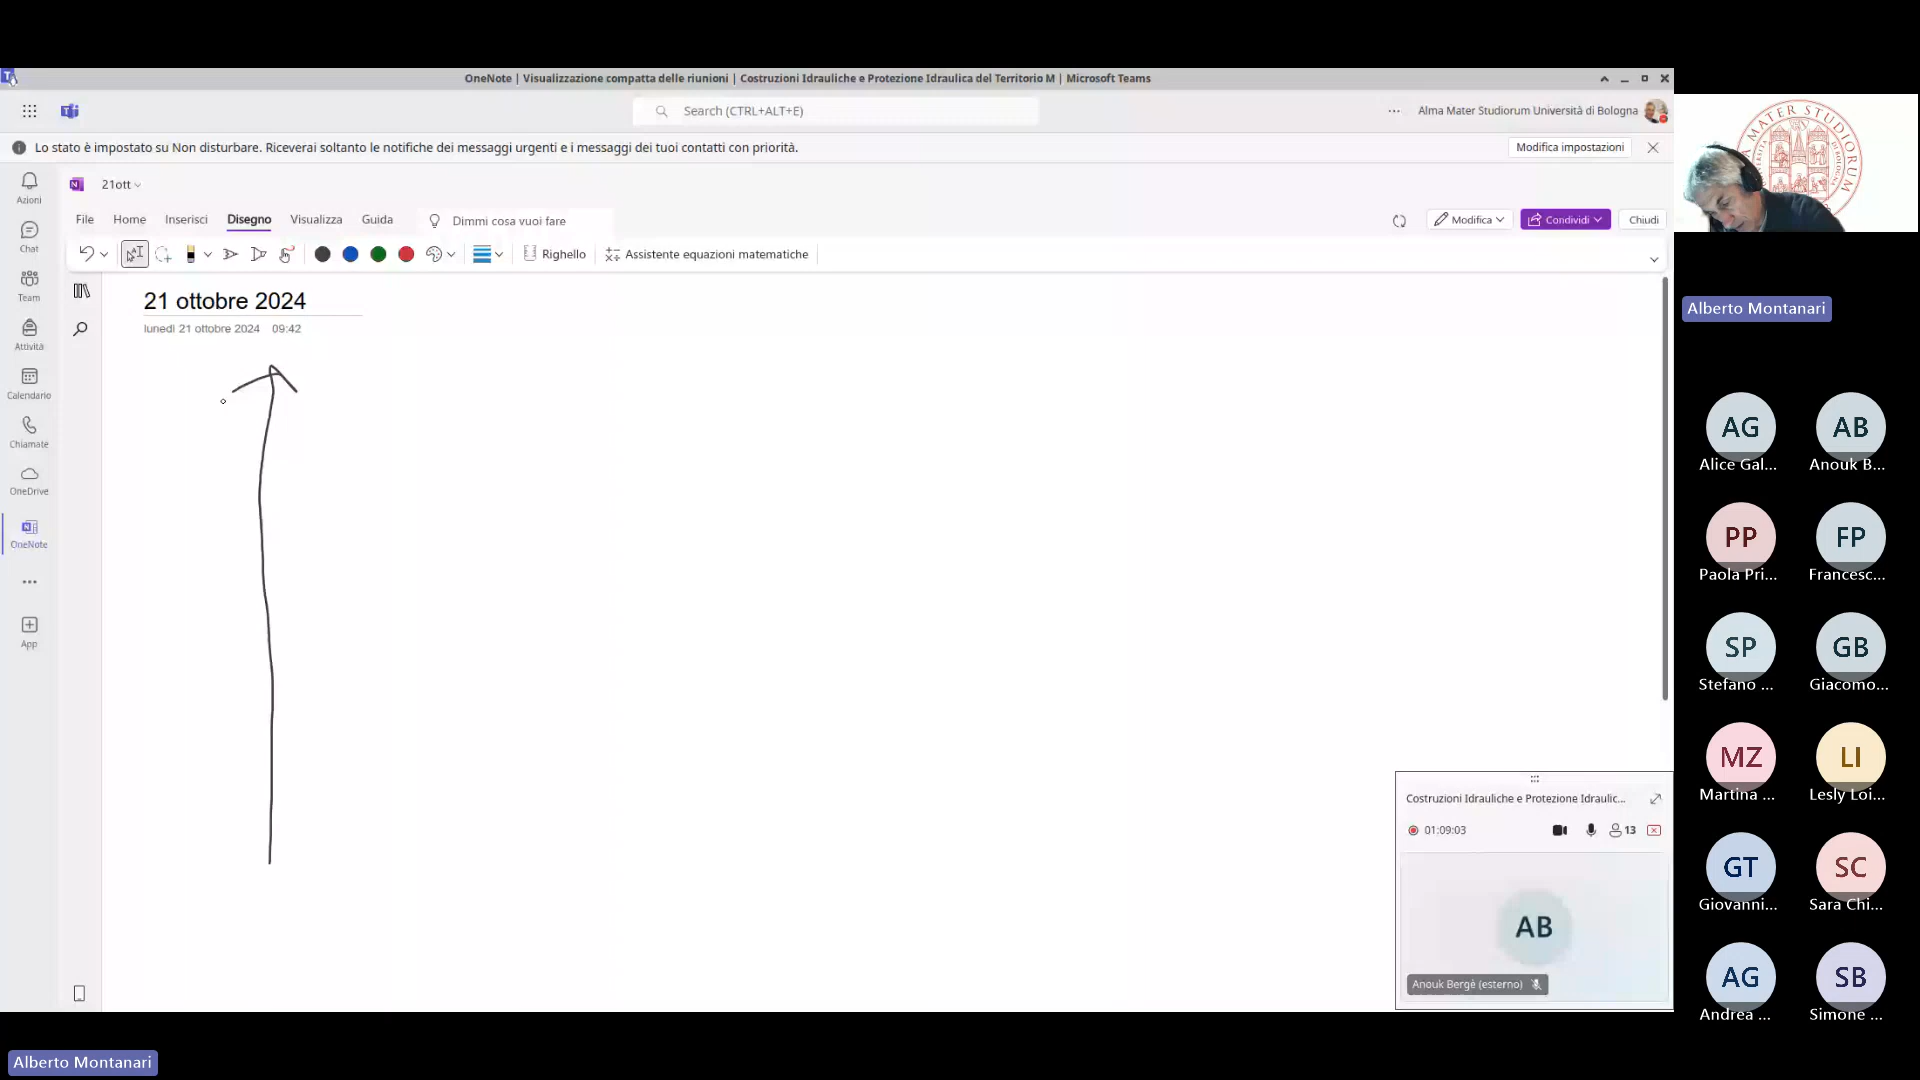 OneNote | Visualizzazione compatta delle riunioni | Costruzioni Idrauliche e Protezione Idraulica del Territorio M | Microsoft Teams
Search (CTRL+ALT+E)
Alma Mater Studiorum Università di Bologna
Lo stato è impostato su Non disturbare. Riceverai soltanto le notifiche dei messaggi urgenti e i messaggi dei tuoi contatti con priorità.
Modifica impostazioni
Azioni
Chat
Team
Attività
Calendario
Chiamate
OneDrive
OneNote
App
21ott
File Home Inserisci Disegno Visualizza Guida Dimmi cosa vuoi fare
Modifica Condividi Chiudi
Righello Assistente equazioni matematiche
21 ottobre 2024
lunedì 21 ottobre 2024 09:42
Costruzioni Idrauliche e Protezione Idraulic...
01:09:03 13
AB
Anouk Bergé (esterno)
Alberto Montanari
AG AB
Alice Gal... Anouk B...
PP FP
Paola Pri... Francesc...
SP GB
Stefano ... Giacomo...
MZ LI
Martina ... Lesly Loi...
GT SC
Giovanni... Sara Chi...
AG SB
Andrea ... Simone ...
Alberto Montanari